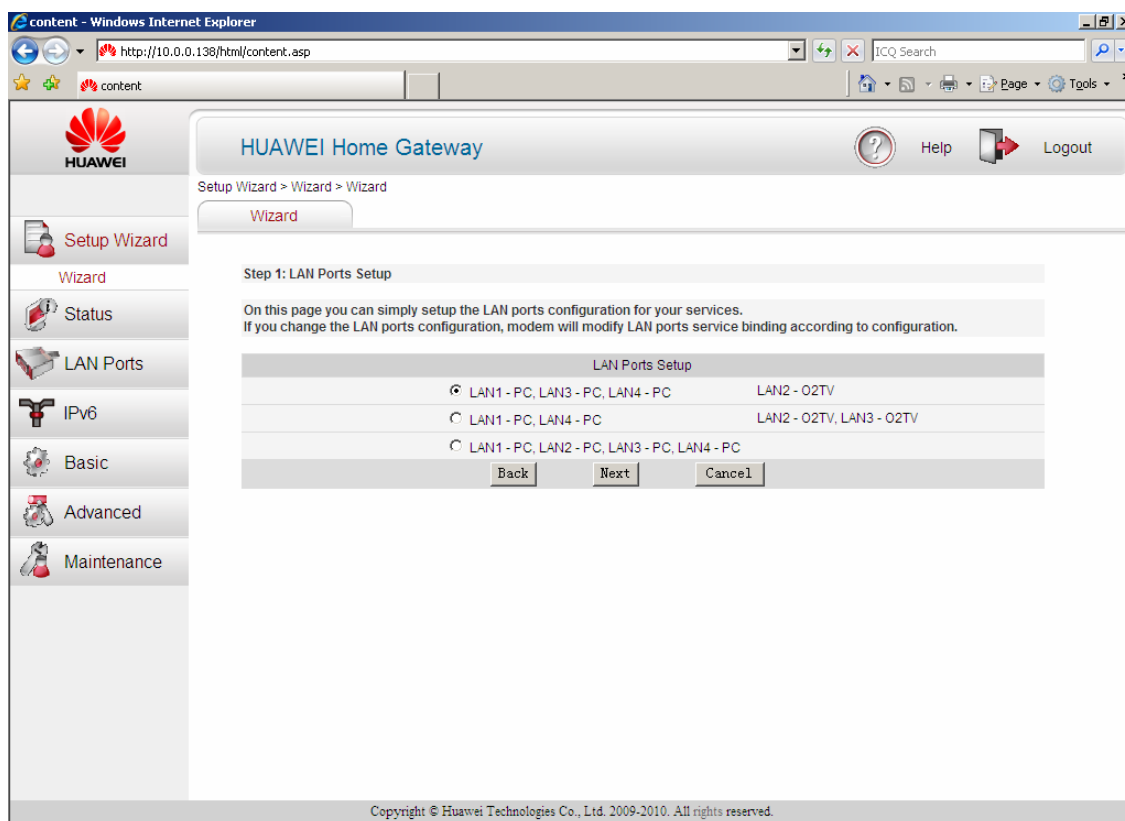 content - Windows Internet Explorer
http://10.0.0.138/html/content.asp
ICQ Search
content
Page
Tools
HUAWEI
HUAWEI Home Gateway
Help
Logout
Setup Wizard > Wizard > Wizard
Wizard
Setup Wizard
Wizard
Status
LAN Ports
IPv6
Basic
Advanced
Maintenance
Step 1: LAN Ports Setup
On this page you can simply setup the LAN ports configuration for your services.
If you change the LAN ports configuration, modem will modify LAN ports service binding according to configuration.
LAN Ports Setup
LAN1 - PC, LAN3 - PC, LAN4 - PC LAN2 - O2TV
LAN1 - PC, LAN4 - PC LAN2 - O2TV, LAN3 - O2TV
LAN1 - PC, LAN2 - PC, LAN3 - PC, LAN4 - PC
Back Next Cancel
Copyright © Huawei Technologies Co., Ltd. 2009-2010. All rights reserved.